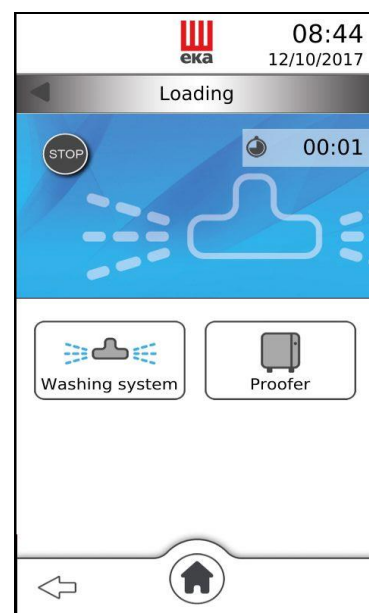 eka
08:44
12/10/2017
Loading
STOP
00:01
Washing system
Proofer